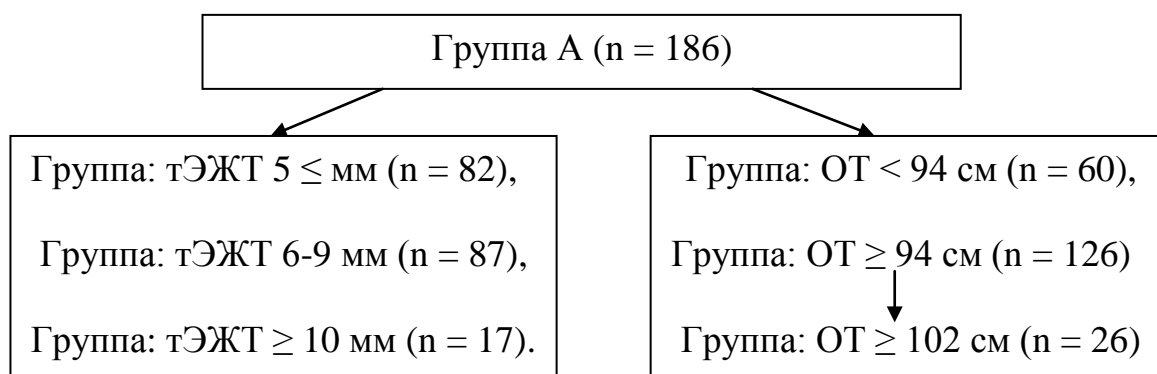 Группа А (n = 186)
Группа: тЭЖТ 5 ≤ мм (n = 82),
Группа: тЭЖТ 6-9 мм (n = 87),
Группа: тЭЖТ ≥ 10 мм (n = 17).
Группа: ОТ < 94 см (n = 60),
Группа: ОТ ≥ 94 см (n = 126)
Группа: ОТ ≥ 102 см (n = 26)